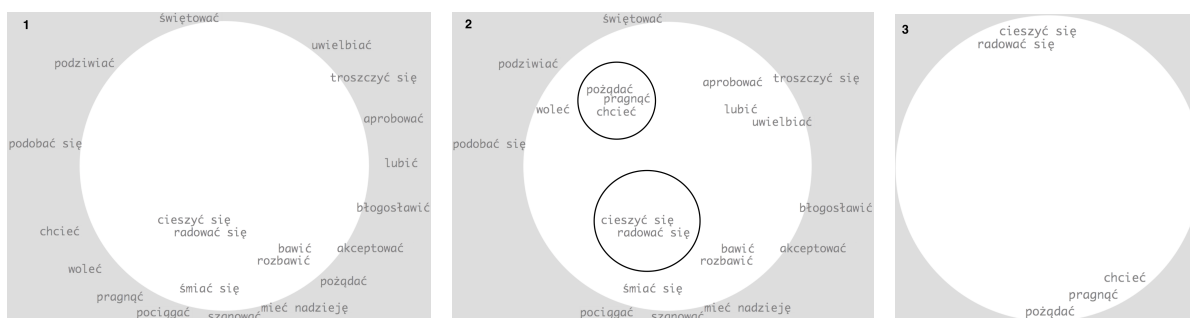 1
świętować
uwielbiać
podziwiać
troszczyć się
aprobować
podobać się
lubić
błogosławić
cieszyć się
radować się
chcieć
bawić
akceptować
rozbawić
woleć
pożądać
śmiać się
pragnąć
mieć nadzieję
pociągać
szanować
2
świętować
podziwiać
troszczyć się
aprobować
pożądać
pragnąć
woleć
chcieć
lubić
uwielbiać
podobać się
błogosławić
cieszyć się
radować się
bawić
akceptować
rozbawić
śmiać się
mieć nadzieję
pociągać
szanować
3
cieszyć się
radować się
chcieć
pragnąć
pożądać